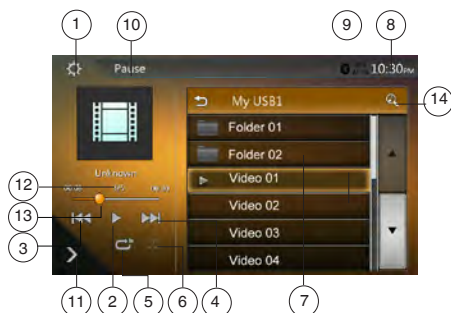 1
10
9
8
Pause
10:30PM
My USB1
14
Folder 01
Folder 02
Unknown
Video 01
12
Video 02
13
Video 03
3
Video 04
11
2
5
6
4
7